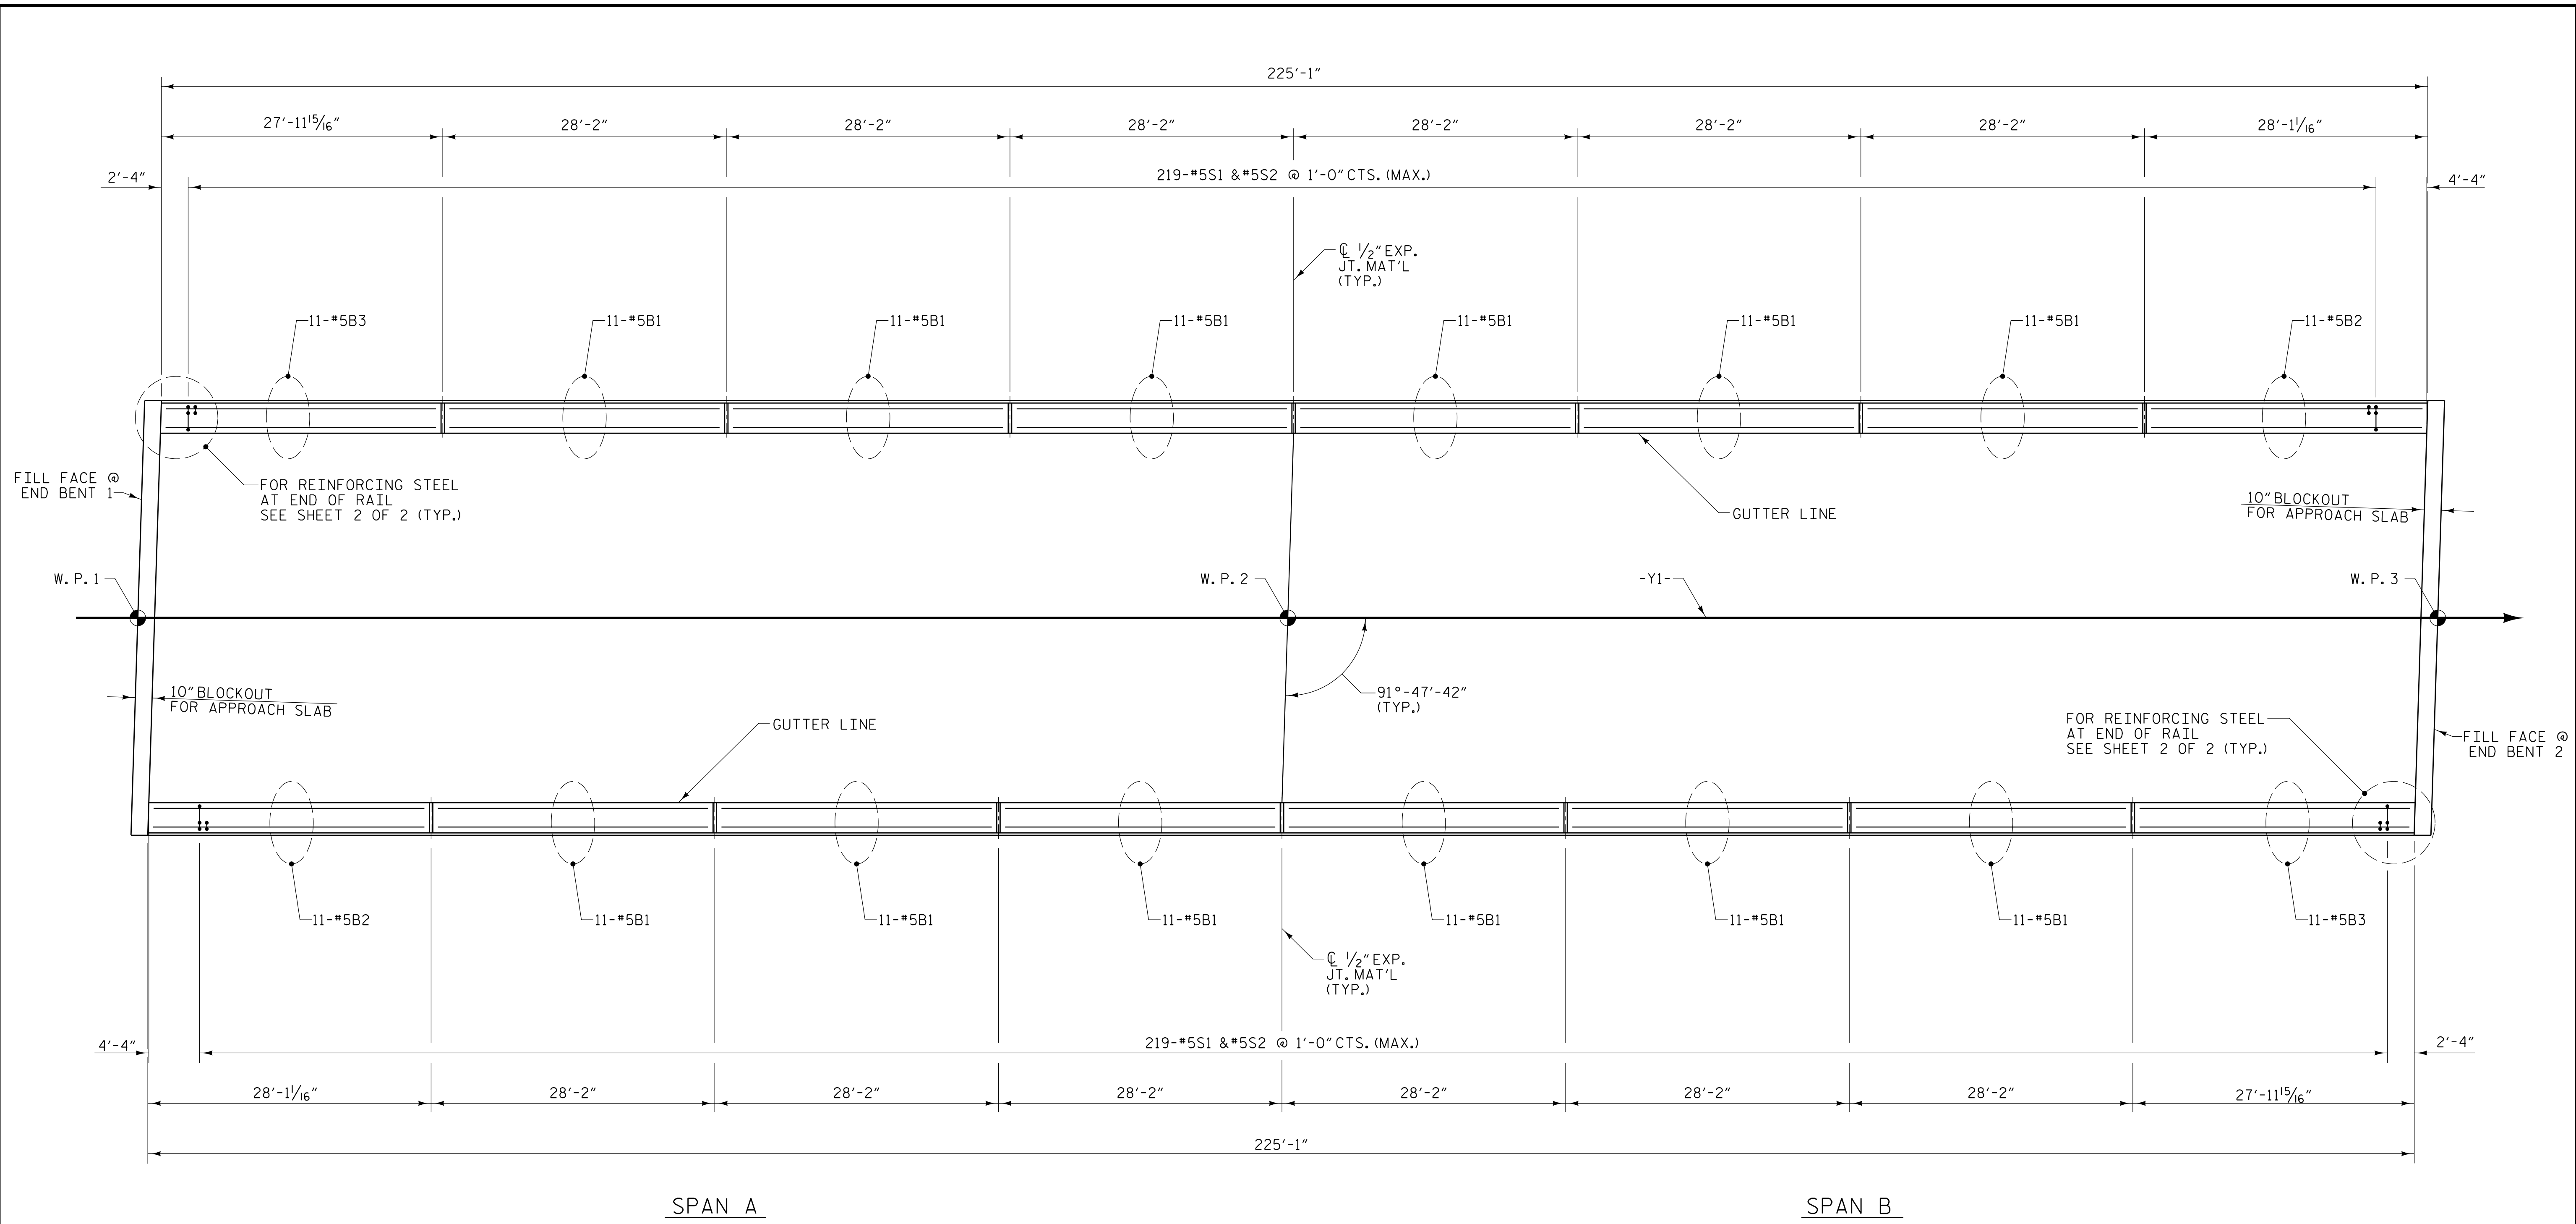 225'-1"
27'-11 15/16"
28'-2"
28'-2"
28'-2"
28'-2"
28'-2"
28'-2"
28'-1 1/16"
2'-4"
219-#5S1 & #5S2 @ 1'-0" CTS. (MAX.)
4'-4"
℄ 1/2" EXP.
JT. MAT'L
(TYP.)
11-#5B3
11-#5B1
11-#5B1
11-#5B1
11-#5B1
11-#5B1
11-#5B1
11-#5B2
FILL FACE @
END BENT 1
FOR REINFORCING STEEL
AT END OF RAIL
SEE SHEET 2 OF 2 (TYP.)
GUTTER LINE
10" BLOCKOUT
FOR APPROACH SLAB
W.P. 1
W.P. 2
-Y1-
W.P. 3
10" BLOCKOUT
FOR APPROACH SLAB
91°-47'-42"
(TYP.)
GUTTER LINE
FOR REINFORCING STEEL
AT END OF RAIL
SEE SHEET 2 OF 2 (TYP.)
FILL FACE @
END BENT 2
11-#5B2
11-#5B1
11-#5B1
11-#5B1
11-#5B1
11-#5B1
11-#5B1
11-#5B3
℄ 1/2" EXP.
JT. MAT'L
(TYP.)
4'-4"
219-#5S1 & #5S2 @ 1'-0" CTS. (MAX.)
2'-4"
28'-1 1/16"
28'-2"
28'-2"
28'-2"
28'-2"
28'-2"
28'-2"
27'-11 15/16"
225'-1"
SPAN A
SPAN B